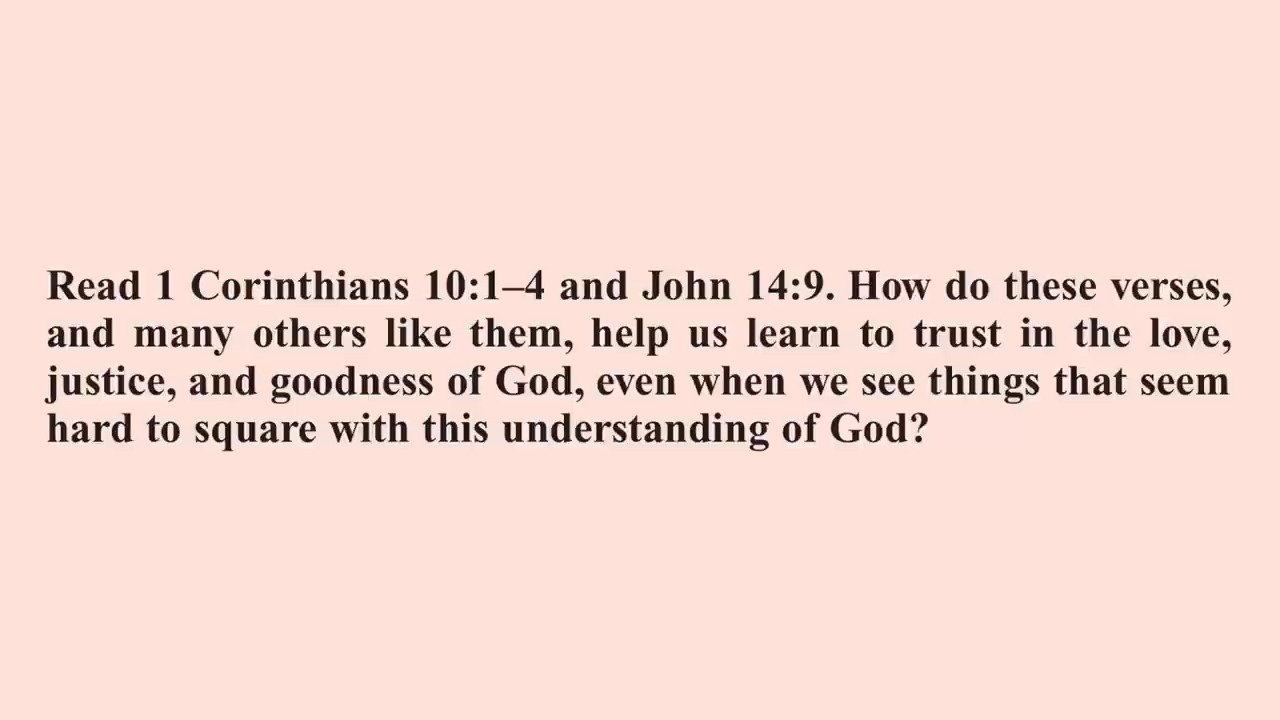 Read 1 Corinthians 10:1–4 and John 14:9. How do these verses,
and many others like them, help us learn to trust in the love,
justice, and goodness of God, even when we see things that seem
hard to square with this understanding of God?